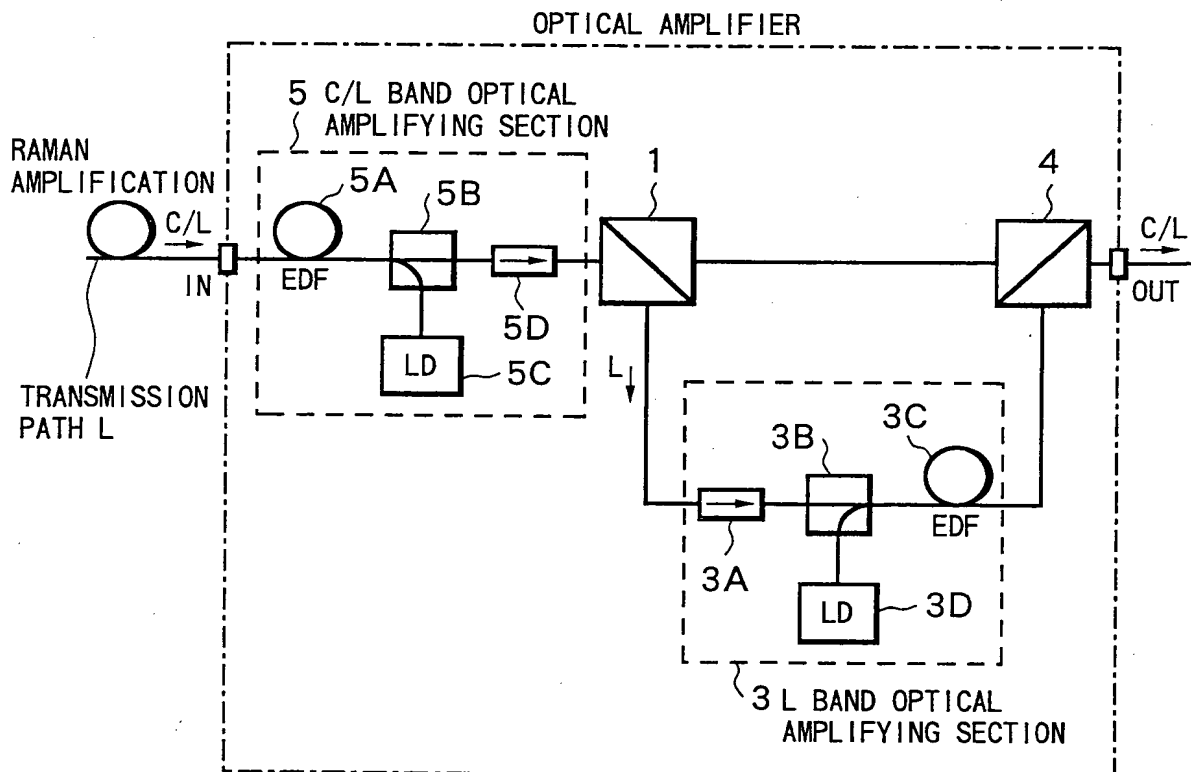 OPTICAL AMPLIFIER
5 C/L BAND OPTICAL
AMPLIFYING SECTION
RAMAN
AMPLIFICATION
C/L
IN
5A
EDF
5B
5D
LD
5C
1
4
C/L
OUT
TRANSMISSION
PATH L
L
3A
3B
3C
EDF
LD
3D
3 L BAND OPTICAL
AMPLIFYING SECTION